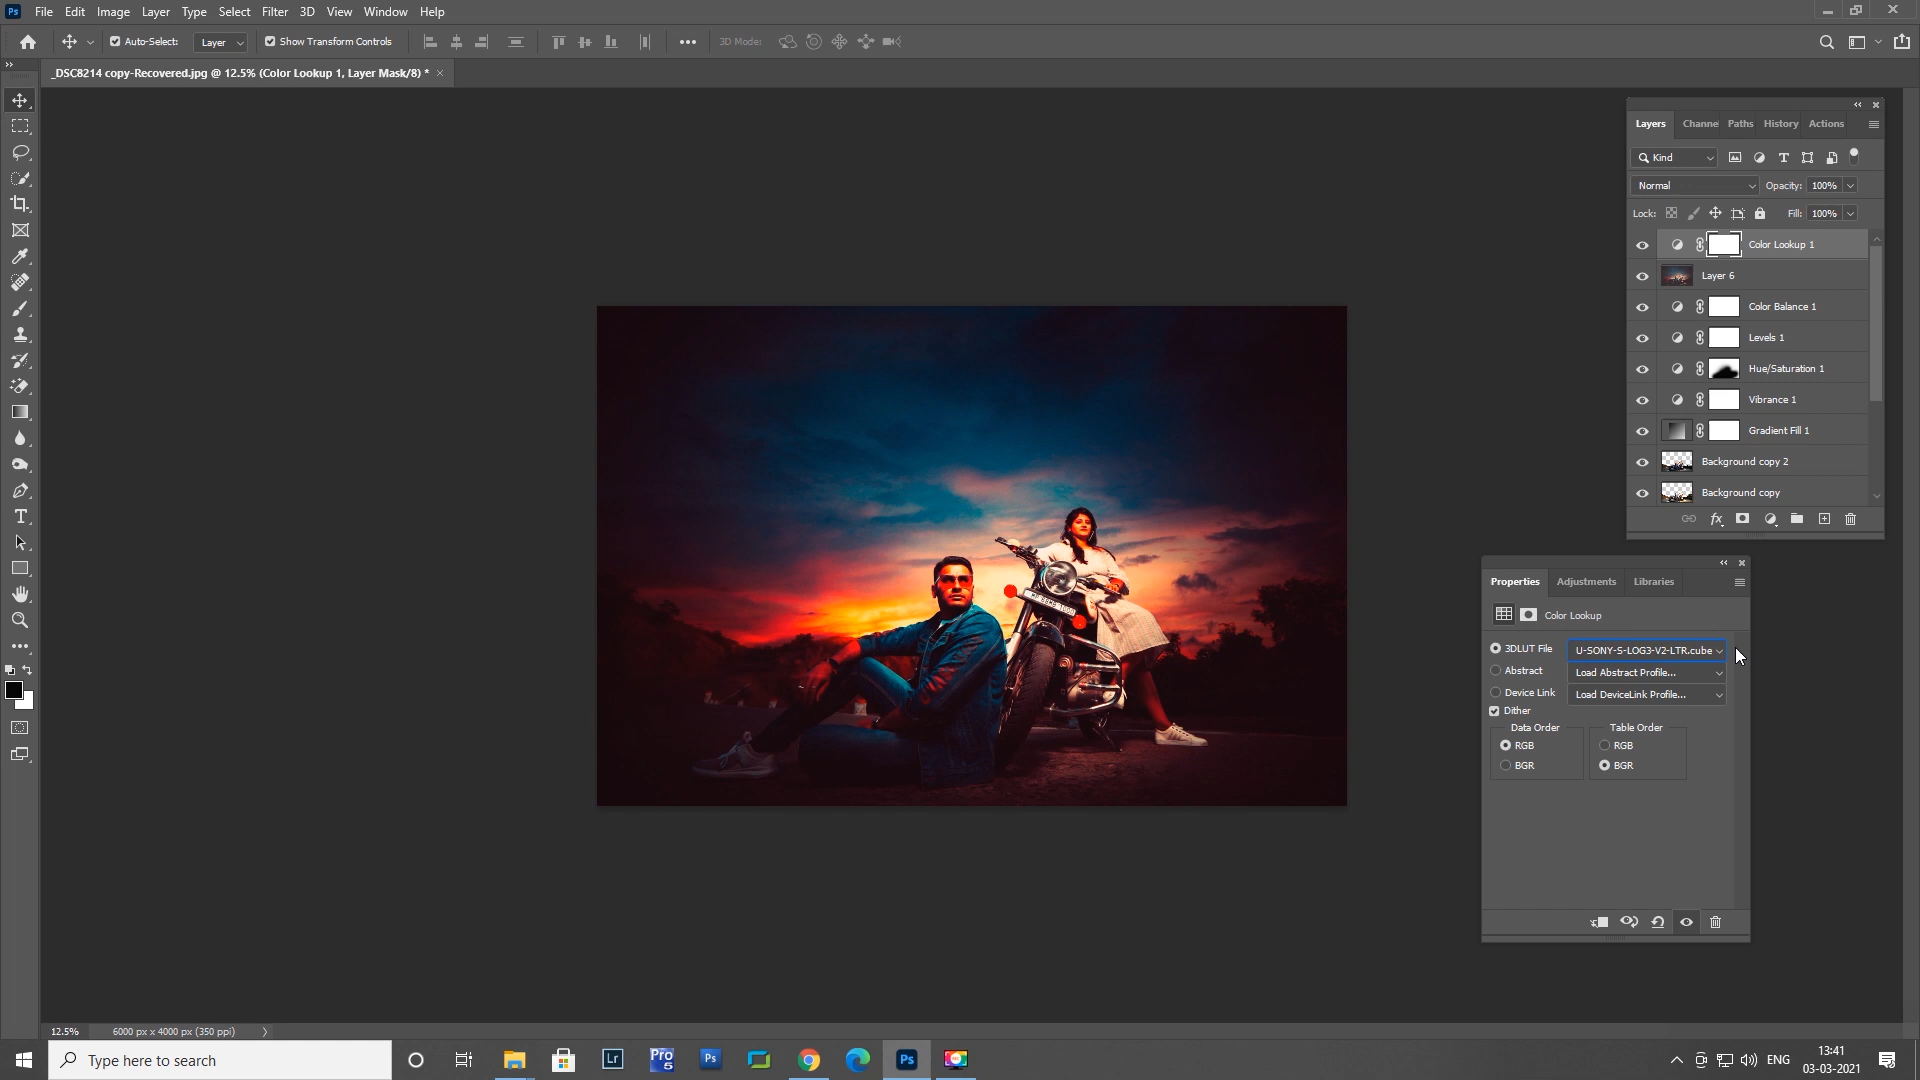 Ps File Edit Image Layer Type Select Filter 3D View Window Help
Auto-Select: Layer Show Transform Controls 3D Mode:
_DSC8214 copy-Recovered.jpg @ 12.5% (Color Lookup 1, Layer Mask/8) *
Layers Channe Paths History Actions
Kind
Normal Opacity: 100%
Lock: Fill: 100%
Color Lookup 1
Layer 6
Color Balance 1
Levels 1
Hue/Saturation 1
Vibrance 1
Gradient Fill 1
Background copy 2
Background copy
fx
Properties Adjustments Libraries
Color Lookup
3DLUT File U-SONY-S-LOG3-V2-LTR.cube
Abstract Load Abstract Profile...
Device Link Load DeviceLink Profile...
Dither
Data Order Table Order
RGB RGB
BGR BGR
12.5% 6000 px x 4000 px (350 ppi)
Type here to search
Lr
Pro 5
Ps
Ps
ENG
13:41
03-03-2021